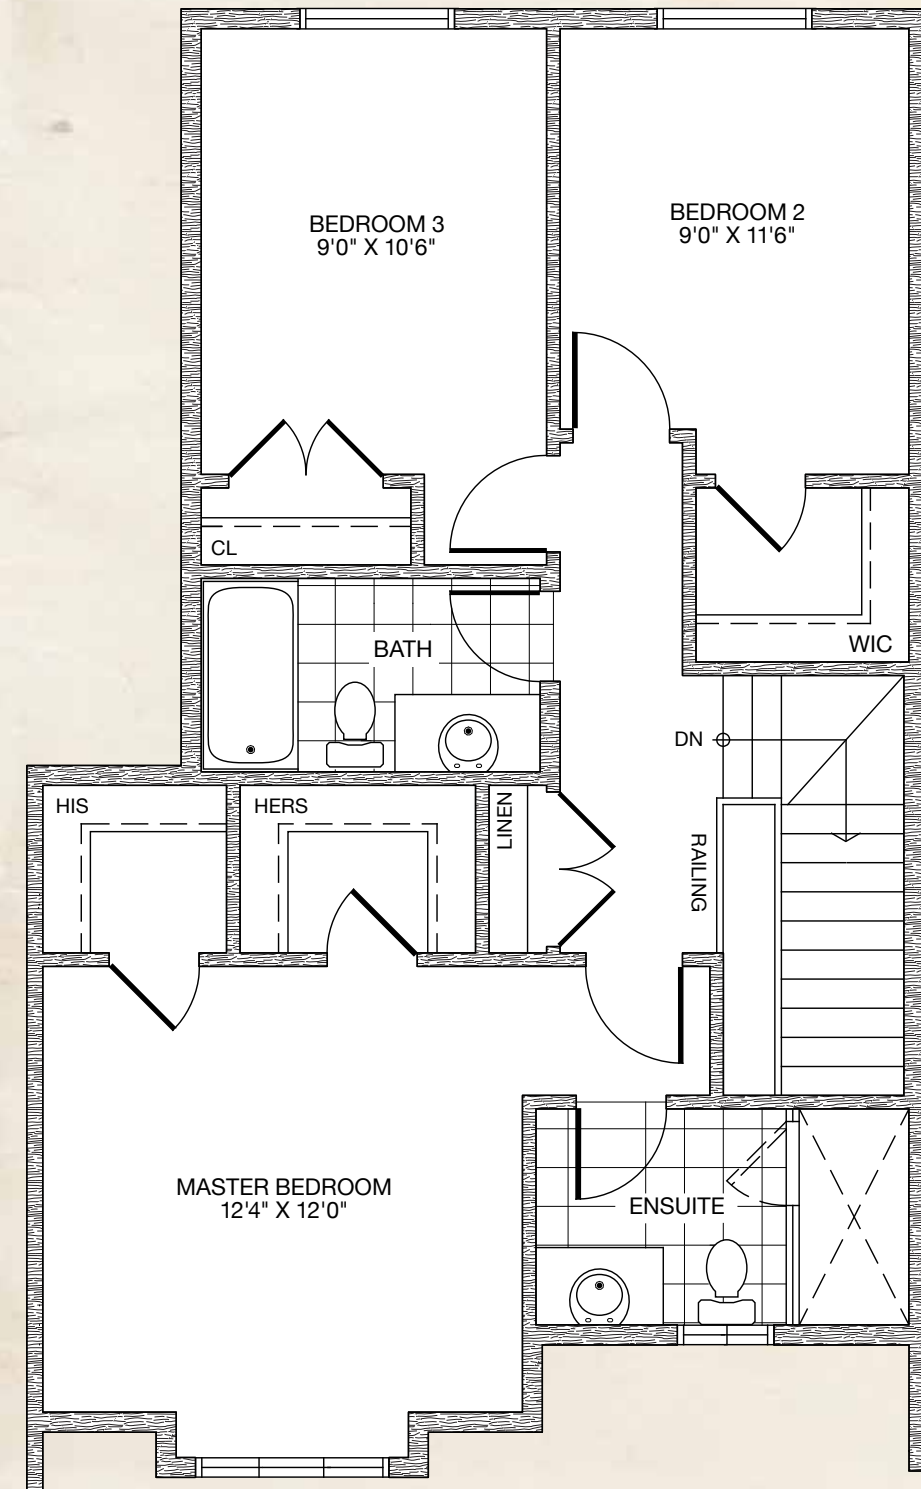 BEDROOM 3
9'0" X 10'6"
BEDROOM 2
9'0" X 11'6"
CL
BATH
WIC
DN
HIS
HERS
LINEN
RAILING
MASTER BEDROOM
12'4" X 12'0"
ENSUITE